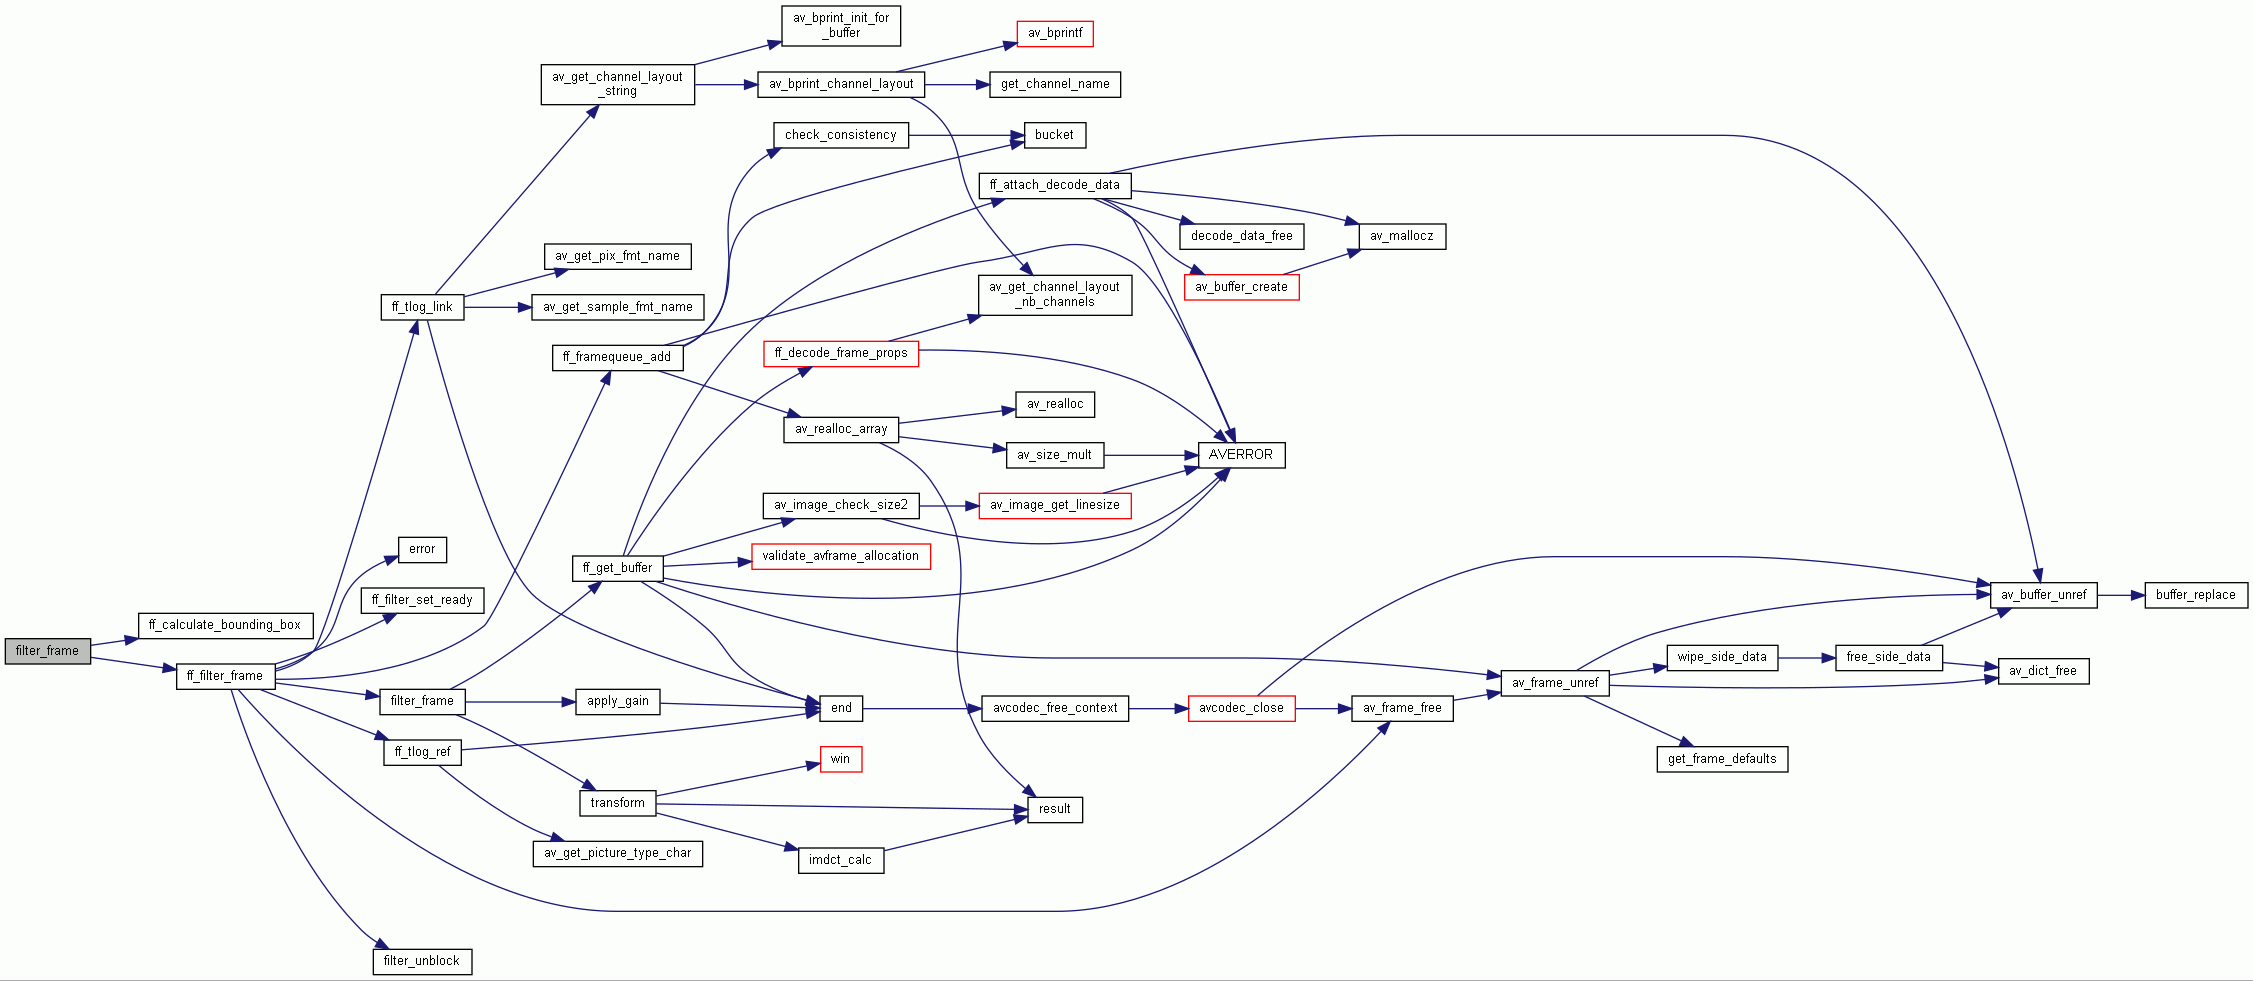 av_bprint_init_for
_buffer
av_bprintf
av_get_channel_layout
_string
av_bprint_channel_layout
get_channel_name
check_consistency
bucket
ff_attach_decode_data
decode_data_free
av_mallocz
av_get_pix_fmt_name
av_buffer_create
av_get_channel_layout
_nb_channels
ff_tlog_link
av_get_sample_fmt_name
ff_framequeue_add
ff_decode_frame_props
av_realloc
av_realloc_array
av_size_mult
AVERROR
av_image_check_size2
av_image_get_linesize
error
validate_avframe_allocation
ff_get_buffer
ff_filter_set_ready
av_buffer_unref
buffer_replace
ff_calculate_bounding_box
filter_frame
wipe_side_data
free_side_data
ff_filter_frame
av_dict_free
av_frame_unref
filter_frame
apply_gain
end
avcodec_free_context
avcodec_close
av_frame_free
ff_tlog_ref
win
get_frame_defaults
transform
result
av_get_picture_type_char
imdct_calc
filter_unblock